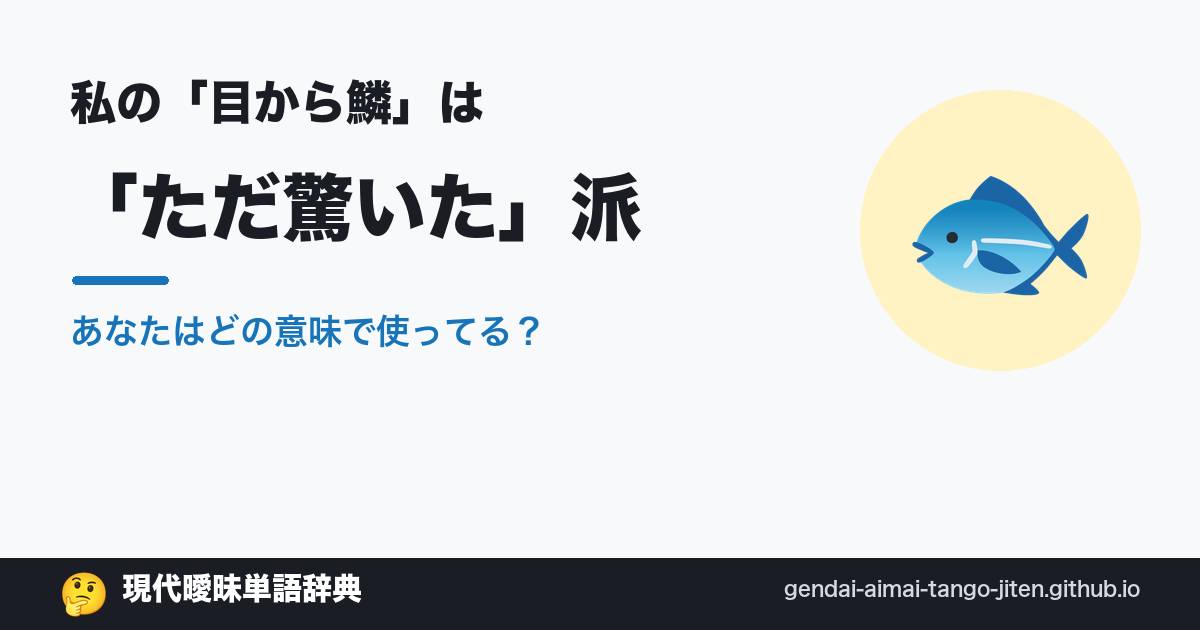 私の「目から鱗」は
「ただ驚いた」派
あなたはどの意味で使ってる？
現代曖昧単語辞典
gendai-aimai-tango-jiten.github.io